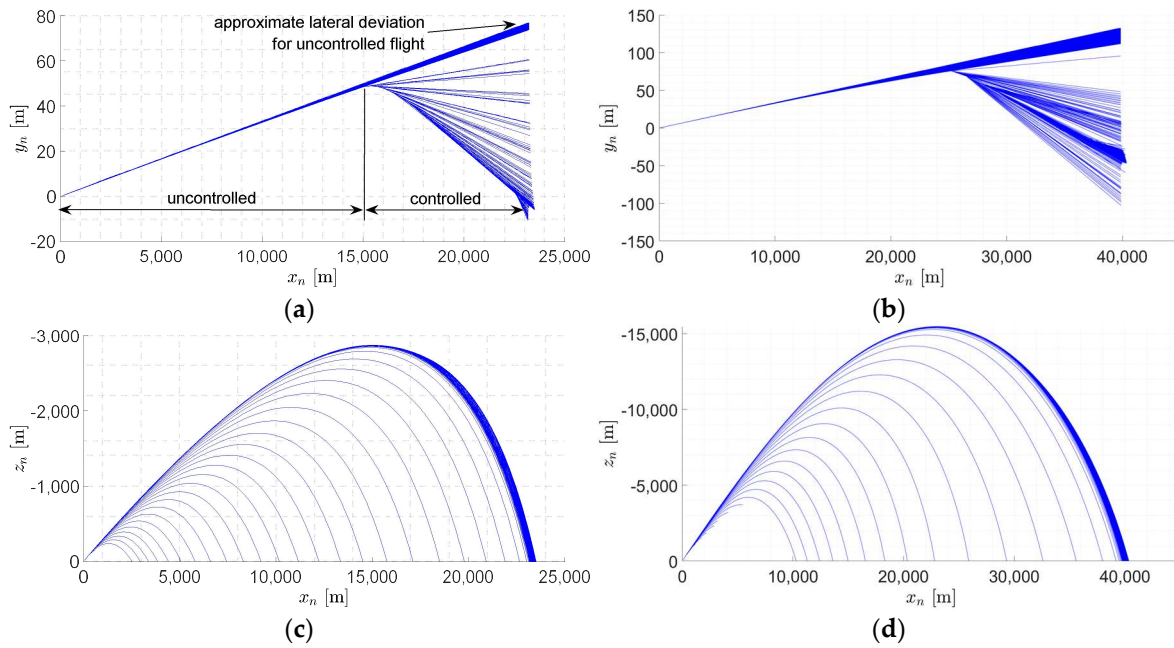 80
60
40
20
0
-20
y_n [m]
approximate lateral deviation
for uncontrolled flight
uncontrolled
controlled
0 5,000 10,000 15,000 20,000 25,000
x_n [m]
(a)
150
100
50
0
-50
-100
-150
y_n [m]
0 10,000 20,000 30,000 40,000
x_n [m]
(b)
-3,000
-2,000
-1,000
0
z_n [m]
0 5,000 10,000 15,000 20,000 25,000
x_n [m]
(c)
-15,000
-10,000
-5,000
0
z_n [m]
0 10,000 20,000 30,000 40,000
x_n [m]
(d)